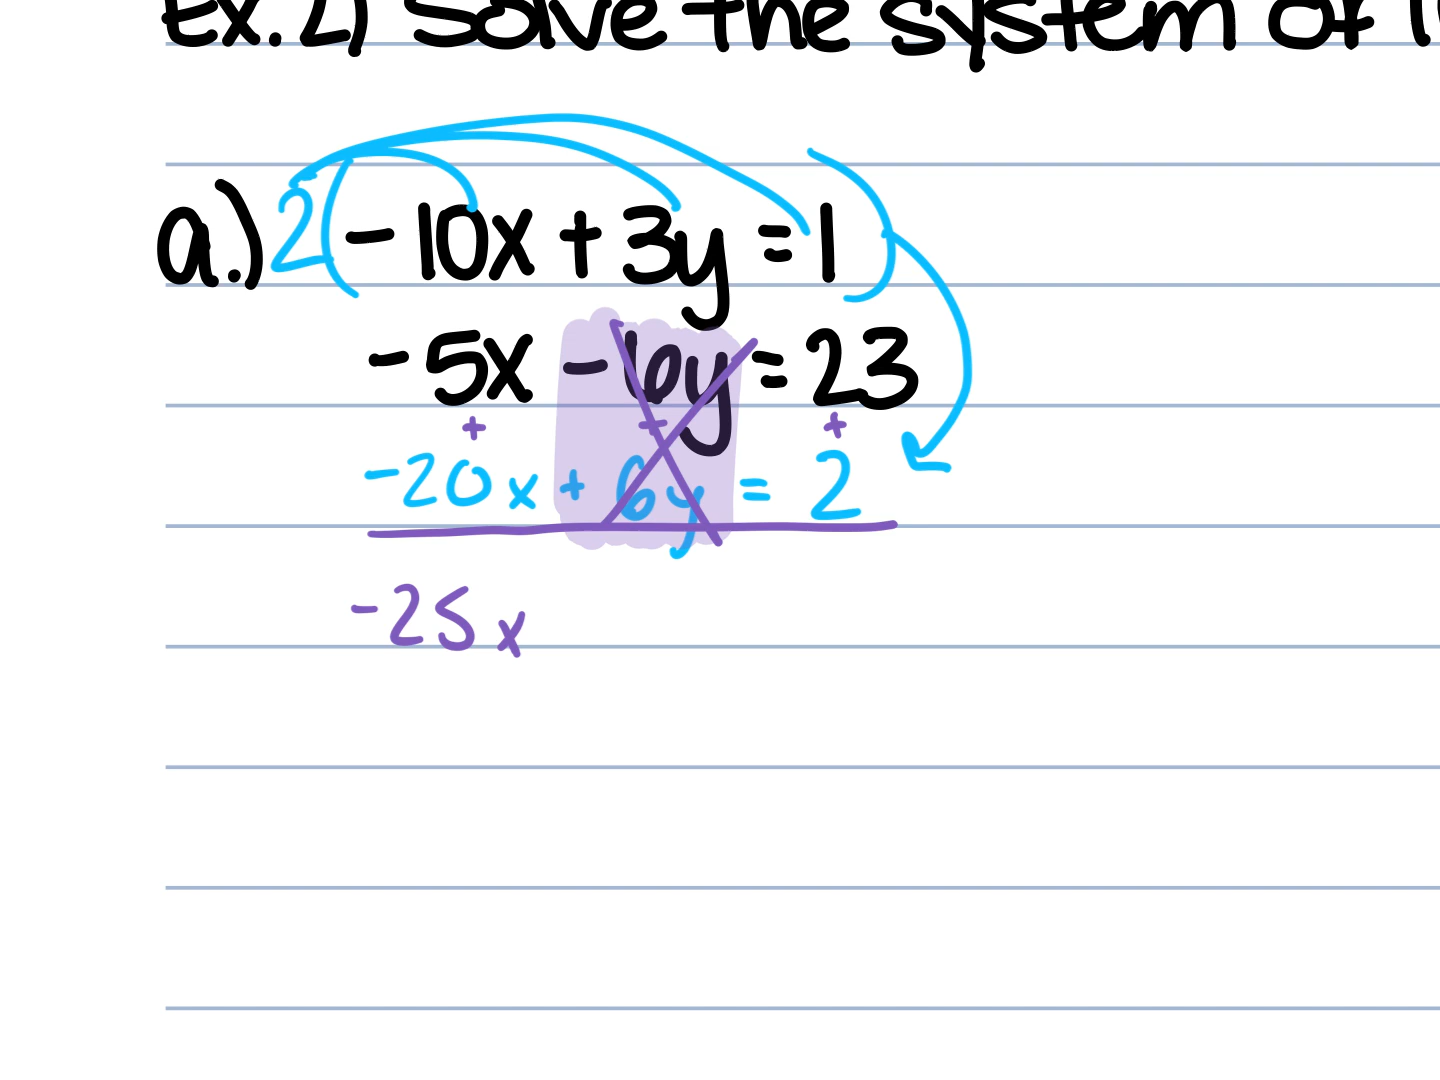 Ex. 2) Solve the system of
a.) 2(-10x + 3y = 1)
-5x - 6y = 23
+ + +
-20x + 6y = 2
-25x